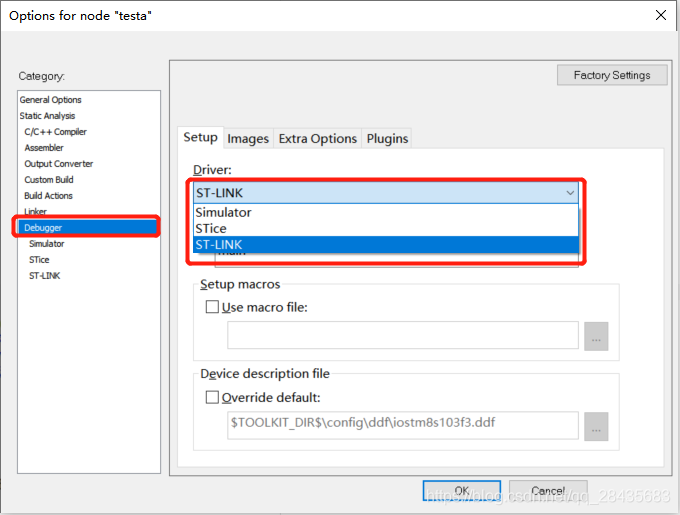 Options for node "testa"
Category:
Factory Settings
General Options
Static Analysis
C/C++ Compiler
Assembler
Output Converter
Custom Build
Build Actions
Linker
Debugger
Simulator
STice
ST-LINK
Setup Images Extra Options Plugins
Driver:
ST-LINK
Simulator
STice
ST-LINK
main
Setup macros
Use macro file:
...
Device description file
Override default:
$TOOLKIT_DIR$\config\ddf\iostm8s103f3.ddf
...
OK Cancel
https://blog.csdn.net/qq_28435683